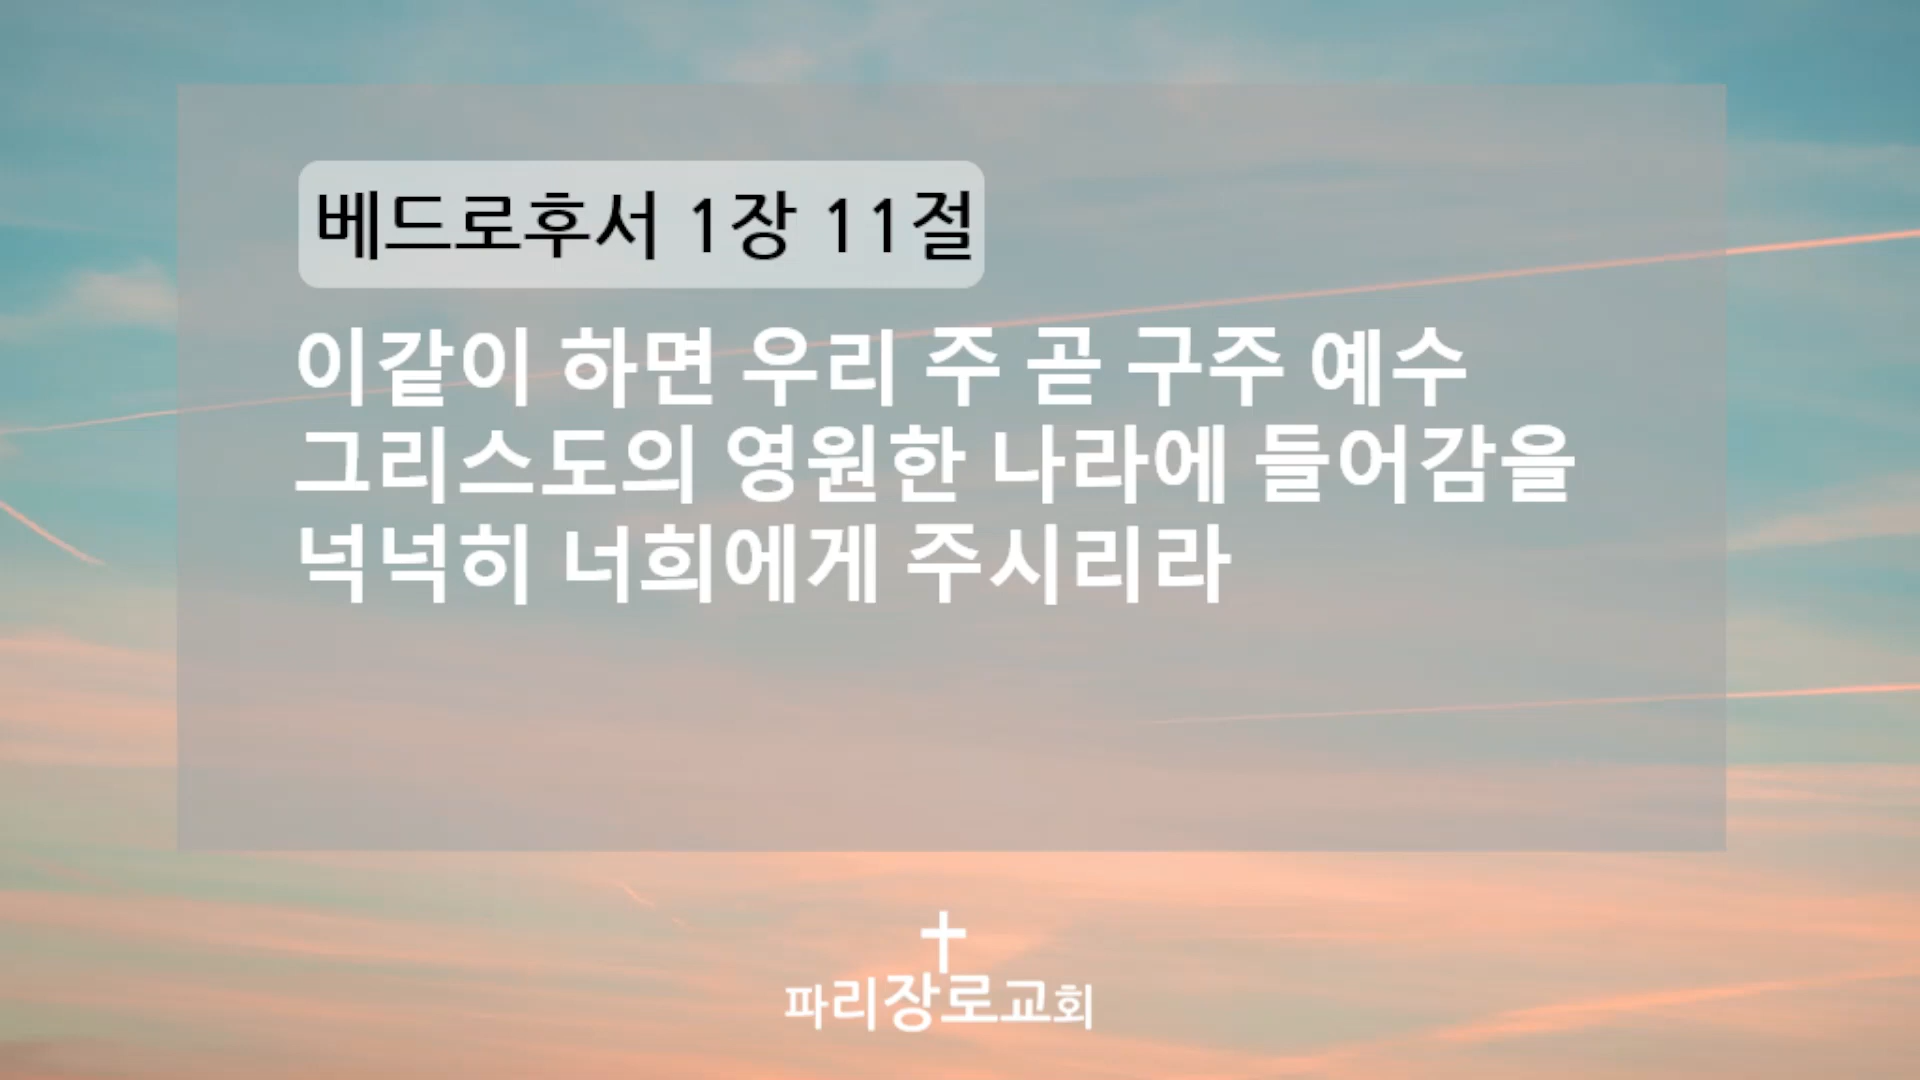 베드로후서 1장 11절
이같이 하면 우리 주 곧 구주 예수
그리스도의 영원한 나라에 들어감을
넉넉히 너희에게 주시리라
파리장로교회